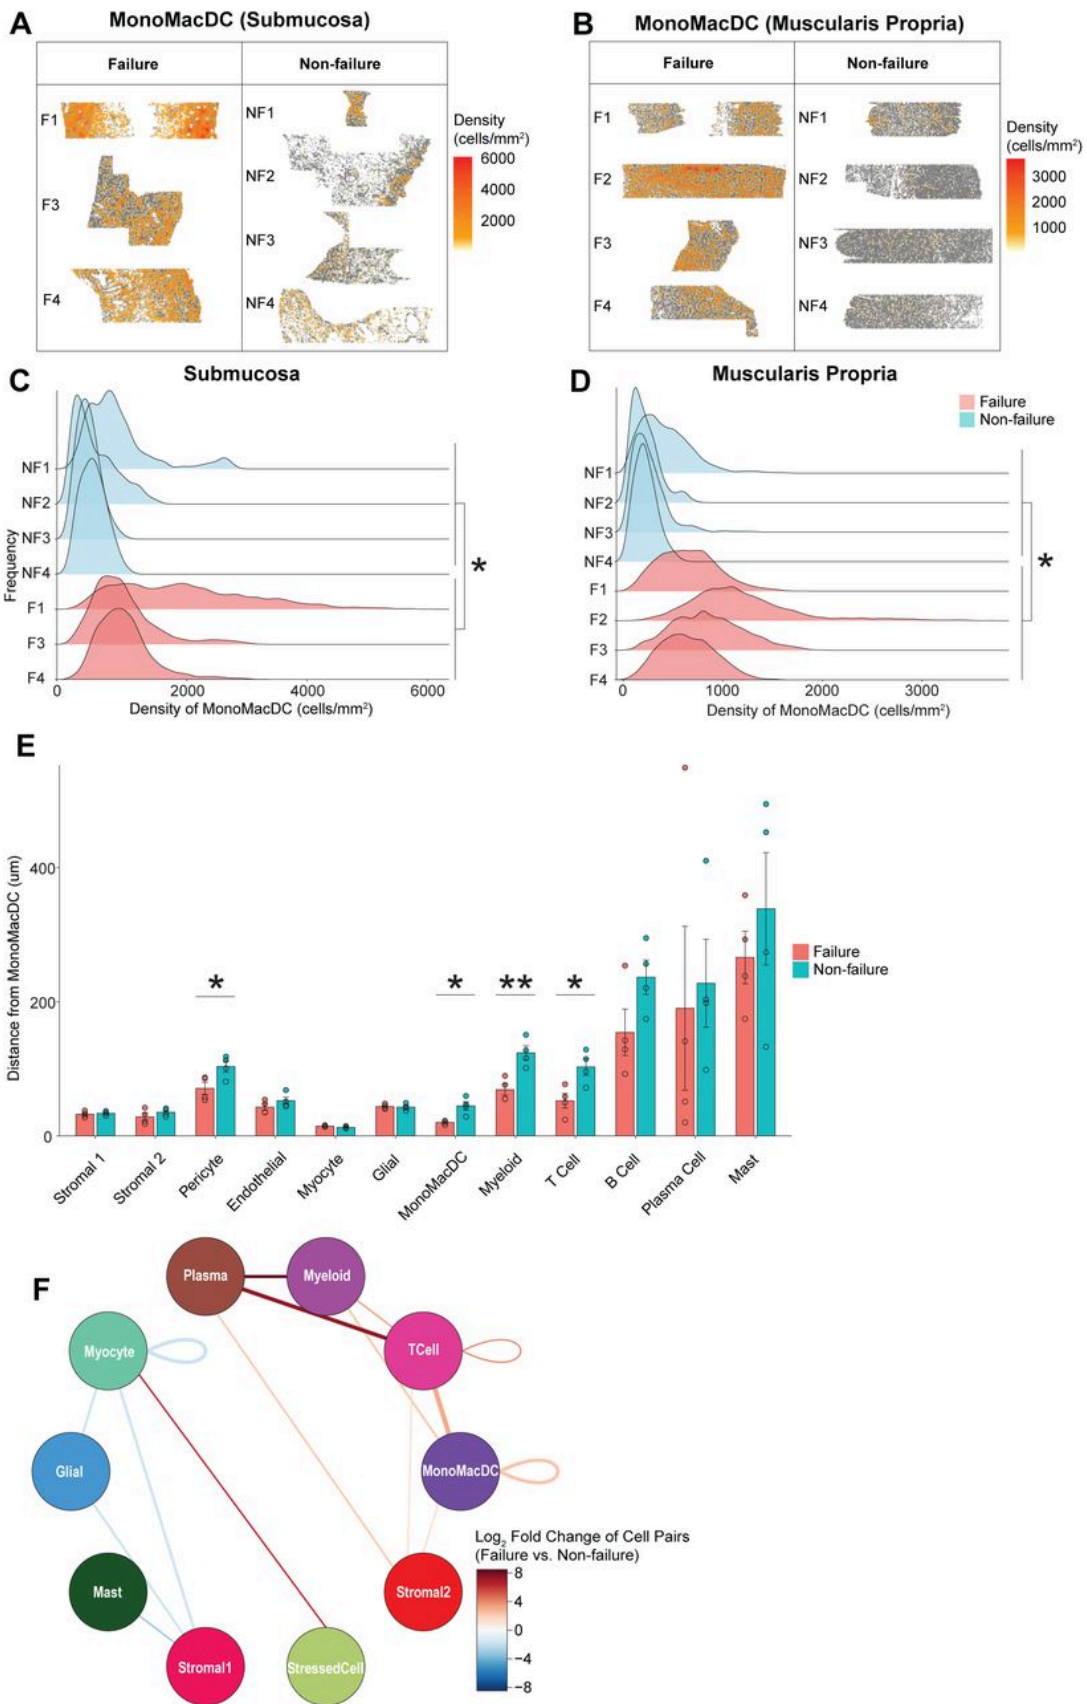 A
MonoMacDC (Submucosa)
Failure
Non-failure
F1
F3
F4
NF1
NF2
NF3
NF4
Density
(cells/mm²)
6000
4000
2000
B
MonoMacDC (Muscularis Propria)
Failure
Non-failure
F1
F2
F3
F4
NF1
NF2
NF3
NF4
Density
(cells/mm²)
3000
2000
1000
C
Submucosa
Frequency
NF1
NF2
NF3
NF4
F1
F3
F4
*
0
2000
4000
6000
Density of MonoMacDC (cells/mm²)
D
Muscularis Propria
Failure
Non-failure
NF1
NF2
NF3
NF4
F1
F2
F3
F4
*
0
1000
2000
3000
Density of MonoMacDC (cells/mm²)
E
Distance from MonoMacDC (um)
400
200
0
*
*
**
*
Failure
Non-failure
Stromal 1
Stromal 2
Pericyte
Endothelial
Myocyte
Glial
MonoMacDC
Myeloid
T Cell
B Cell
Plasma Cell
Mast
F
Plasma
Myeloid
Myocyte
TCell
Glial
MonoMacDC
Mast
Stromal2
Stromal1
StressedCell
Log₂ Fold Change of Cell Pairs
(Failure vs. Non-failure)
8
4
0
-4
-8